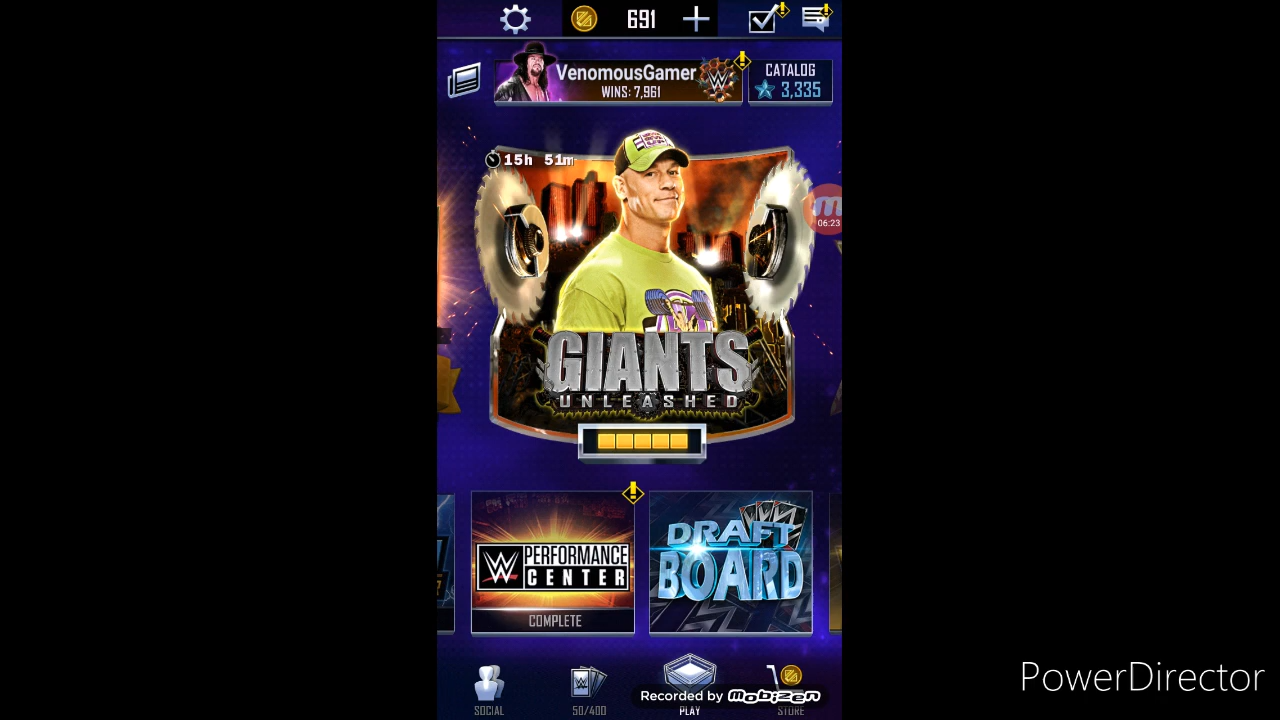 691
VenomousGamer
WINS: 7,961
CATALOG
3,335
15h 51m
06:23
GIANTS
UNLEASHED
W PERFORMANCE
CENTER
COMPLETE
DRAFT
BOARD
SOCIAL
50/400
PLAY
STORE
Recorded by mobizen
PowerDirector